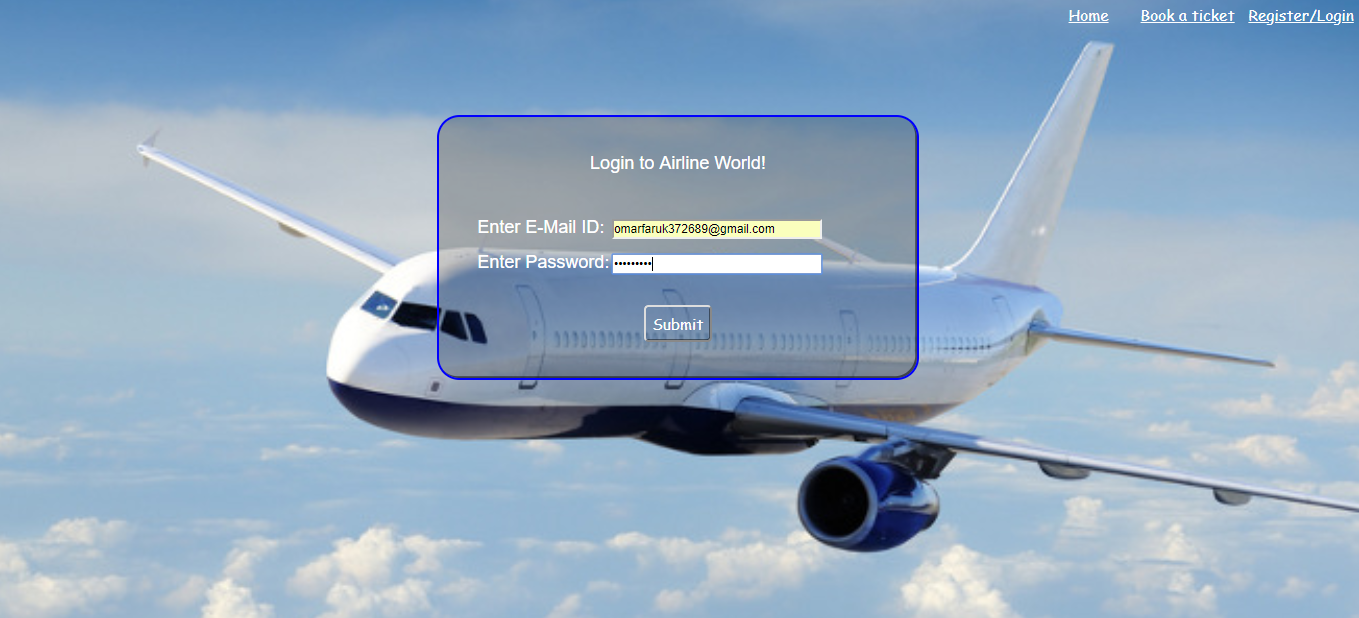 Home Book a ticket Register/Login
Login to Airline World!
Enter E-Mail ID: omarfaruk372689@gmail.com
Enter Password: •••••••••
Submit